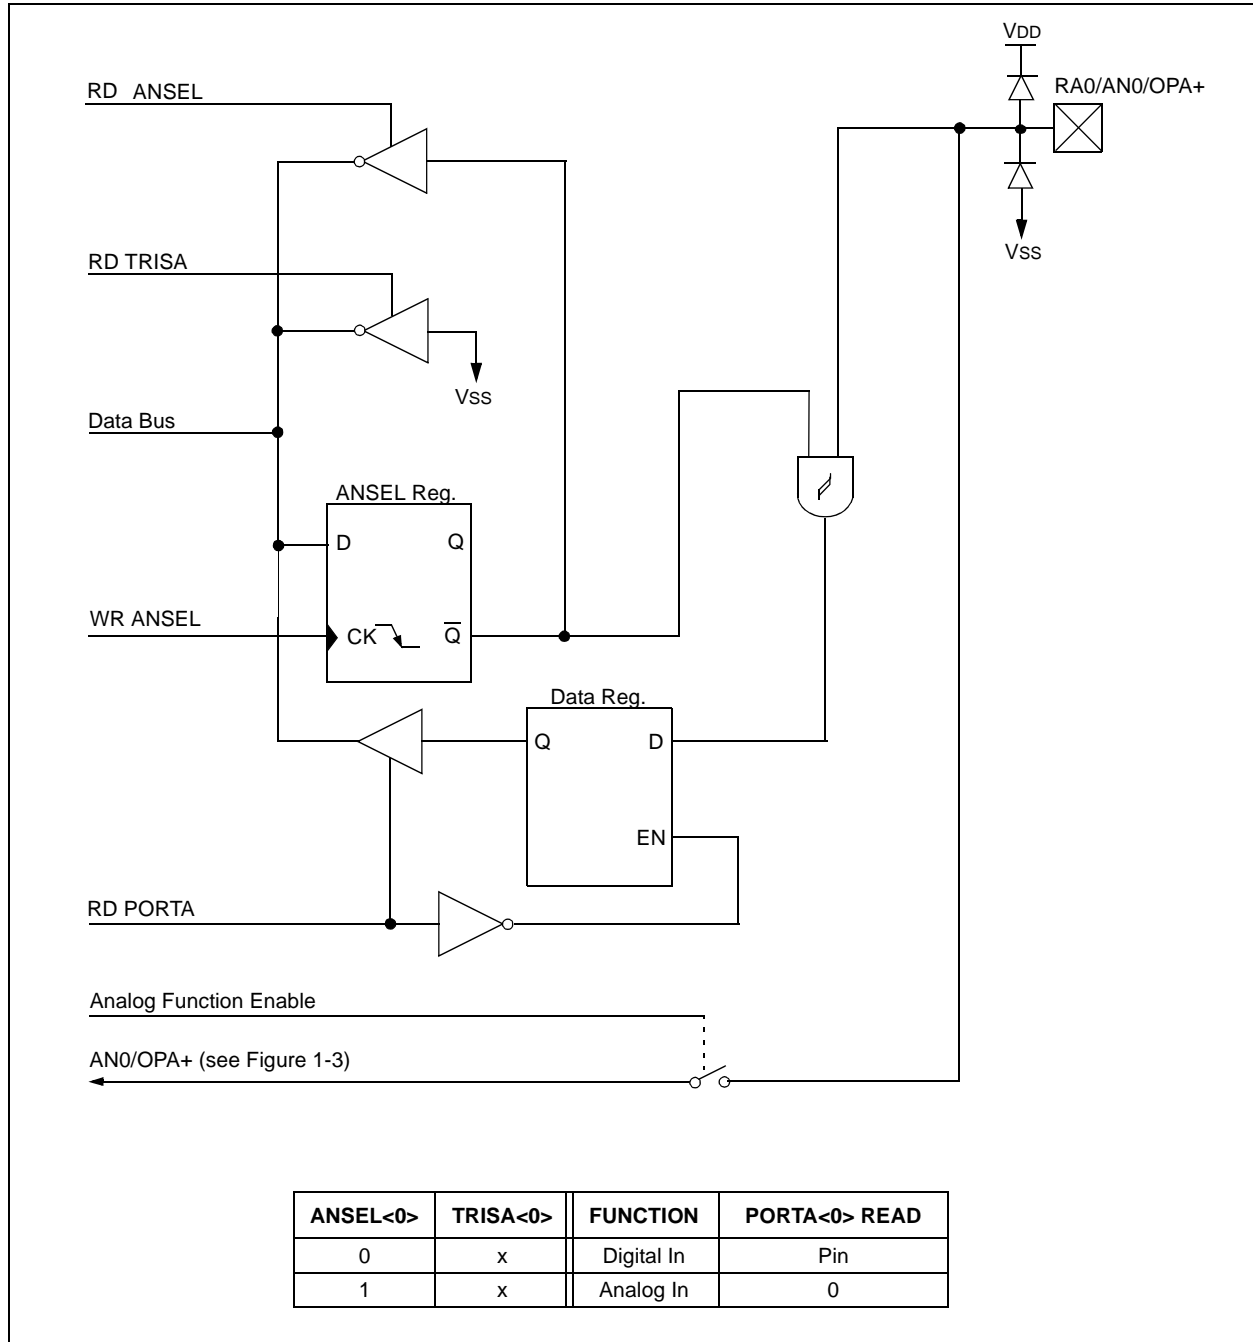 VDD
RD ANSEL
RA0/AN0/OPA+
RD TRISA
VSS
VSS
Data Bus
ANSEL Reg.
D Q
WR ANSEL
CK Q̅
Data Reg.
Q D
EN
RD PORTA
Analog Function Enable
AN0/OPA+ (see Figure 1-3)
ANSEL<0> TRISA<0> FUNCTION PORTA<0> READ
0 x Digital In Pin
1 x Analog In 0